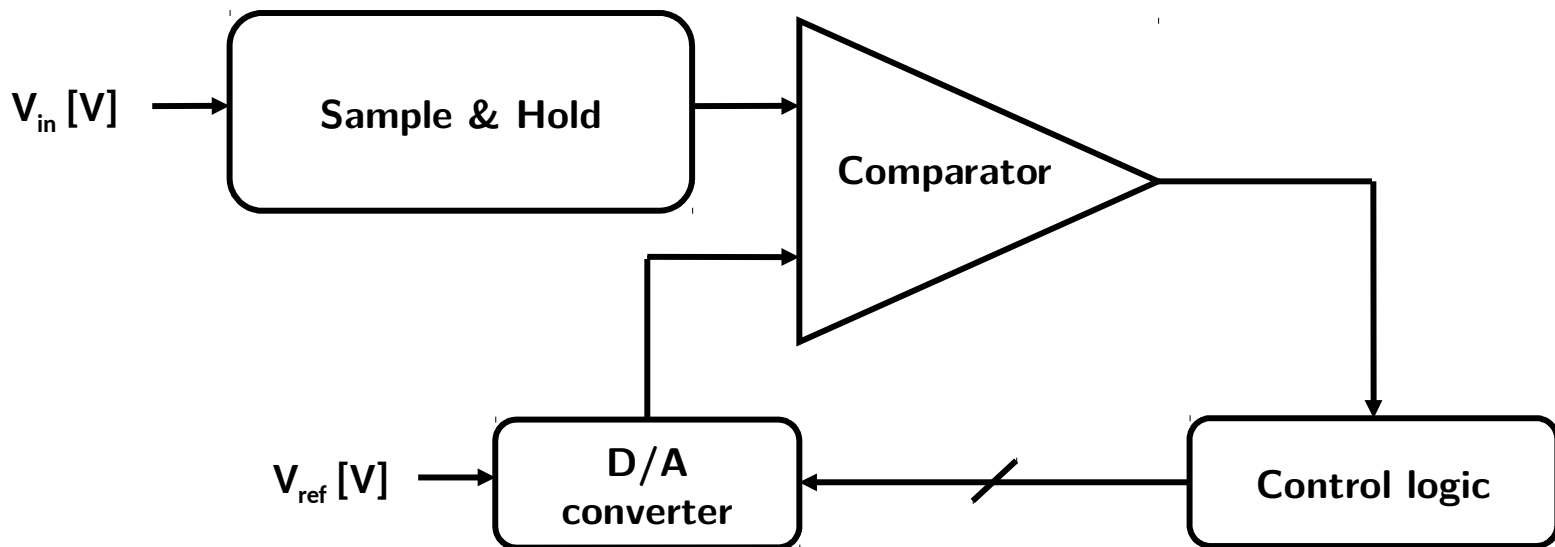 V_in [V]
Sample & Hold
Comparator
V_ref [V]
D/A
converter
Control logic